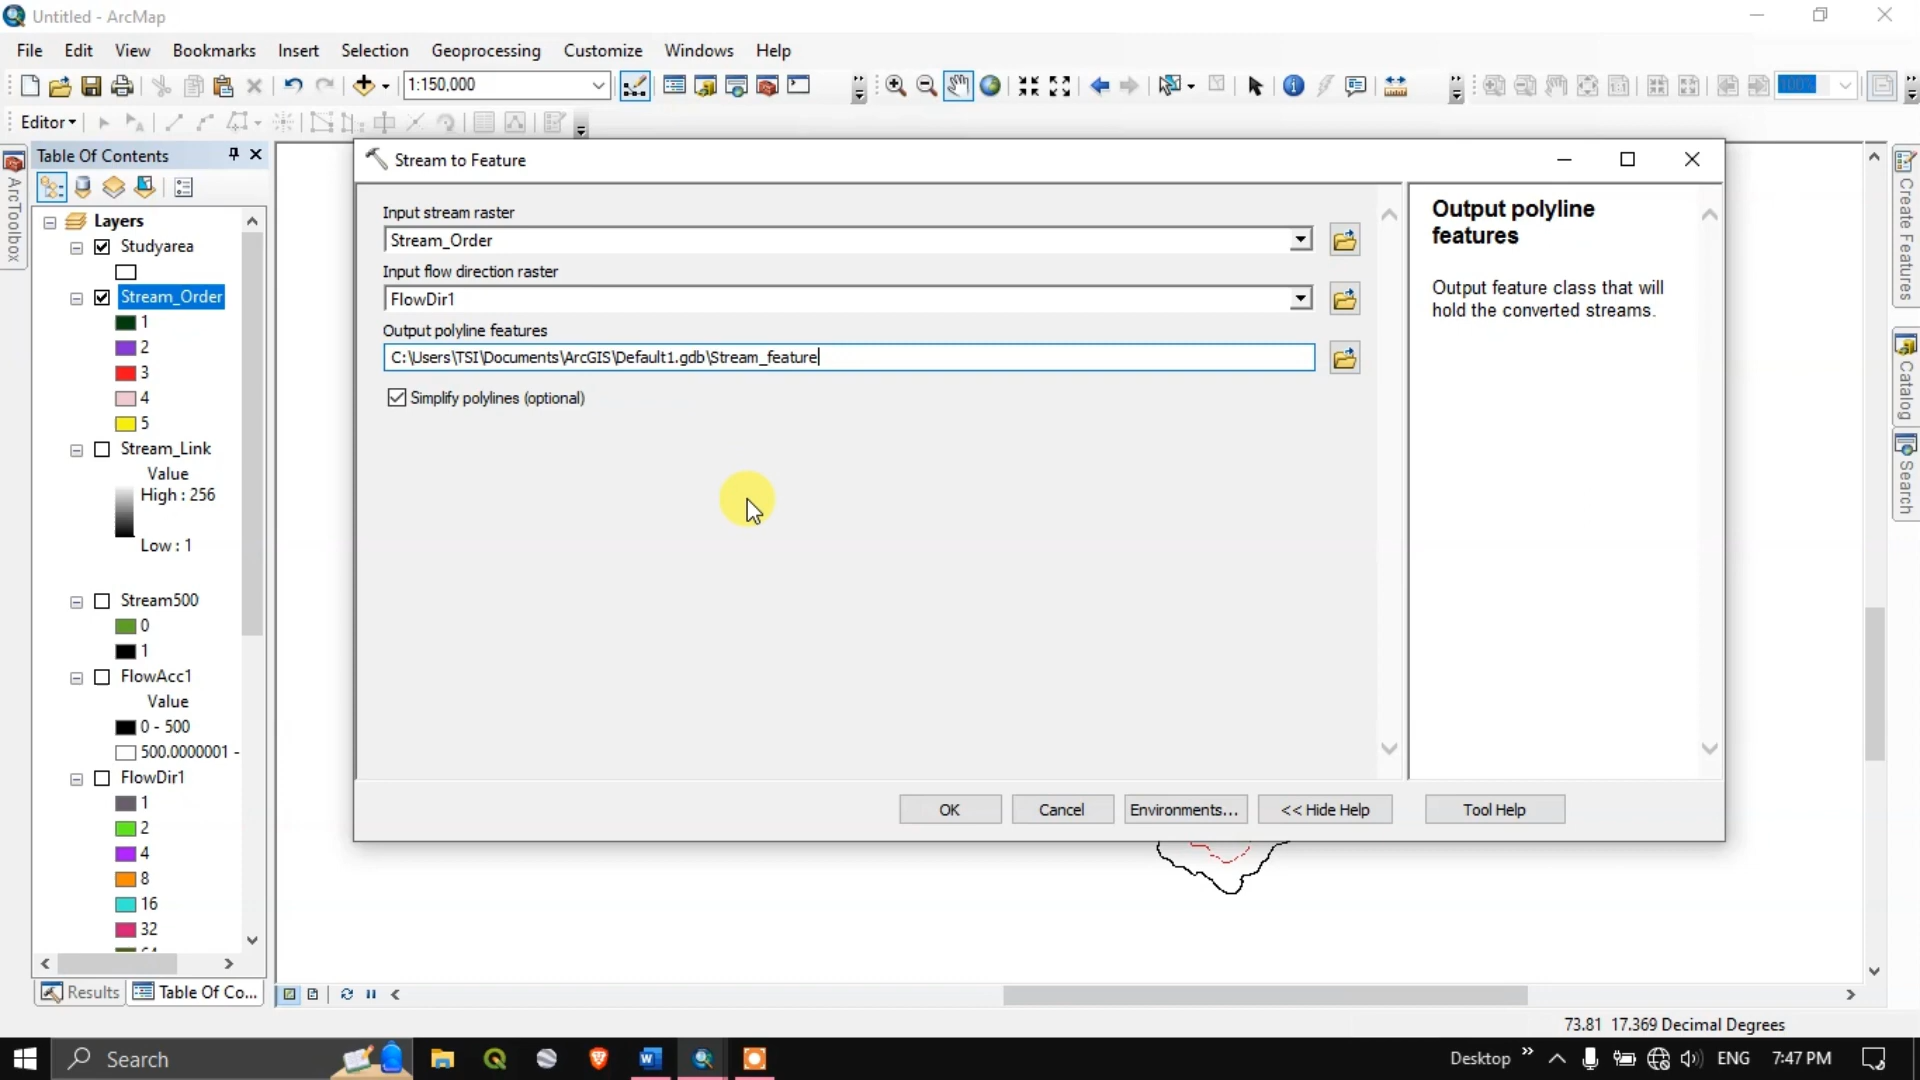 Untitled - ArcMap
File Edit View Bookmarks Insert Selection Geoprocessing Customize Windows Help
1:150,000
100%
Editor
Table Of Contents
ArcToolbox
Layers
Studyarea
Stream_Order
1
2
3
4
5
Stream_Link
Value
High : 256
Low : 1
Stream500
0
1
FlowAcc1
Value
0 - 500
500.0000001 -
FlowDir1
1
2
4
8
16
32
64
Results
Table Of Co...
Stream to Feature
Input stream raster
Stream_Order
Input flow direction raster
FlowDir1
Output polyline features
C:\Users\TSI\Documents\ArcGIS\Default1.gdb\Stream_feature
Simplify polylines (optional)
OK Cancel Environments... << Hide Help Tool Help
Output polyline
features
Output feature class that will
hold the converted streams.
Create Features
Catalog
Search
73.81 17.369 Decimal Degrees
Search
Desktop
ENG
7:47 PM